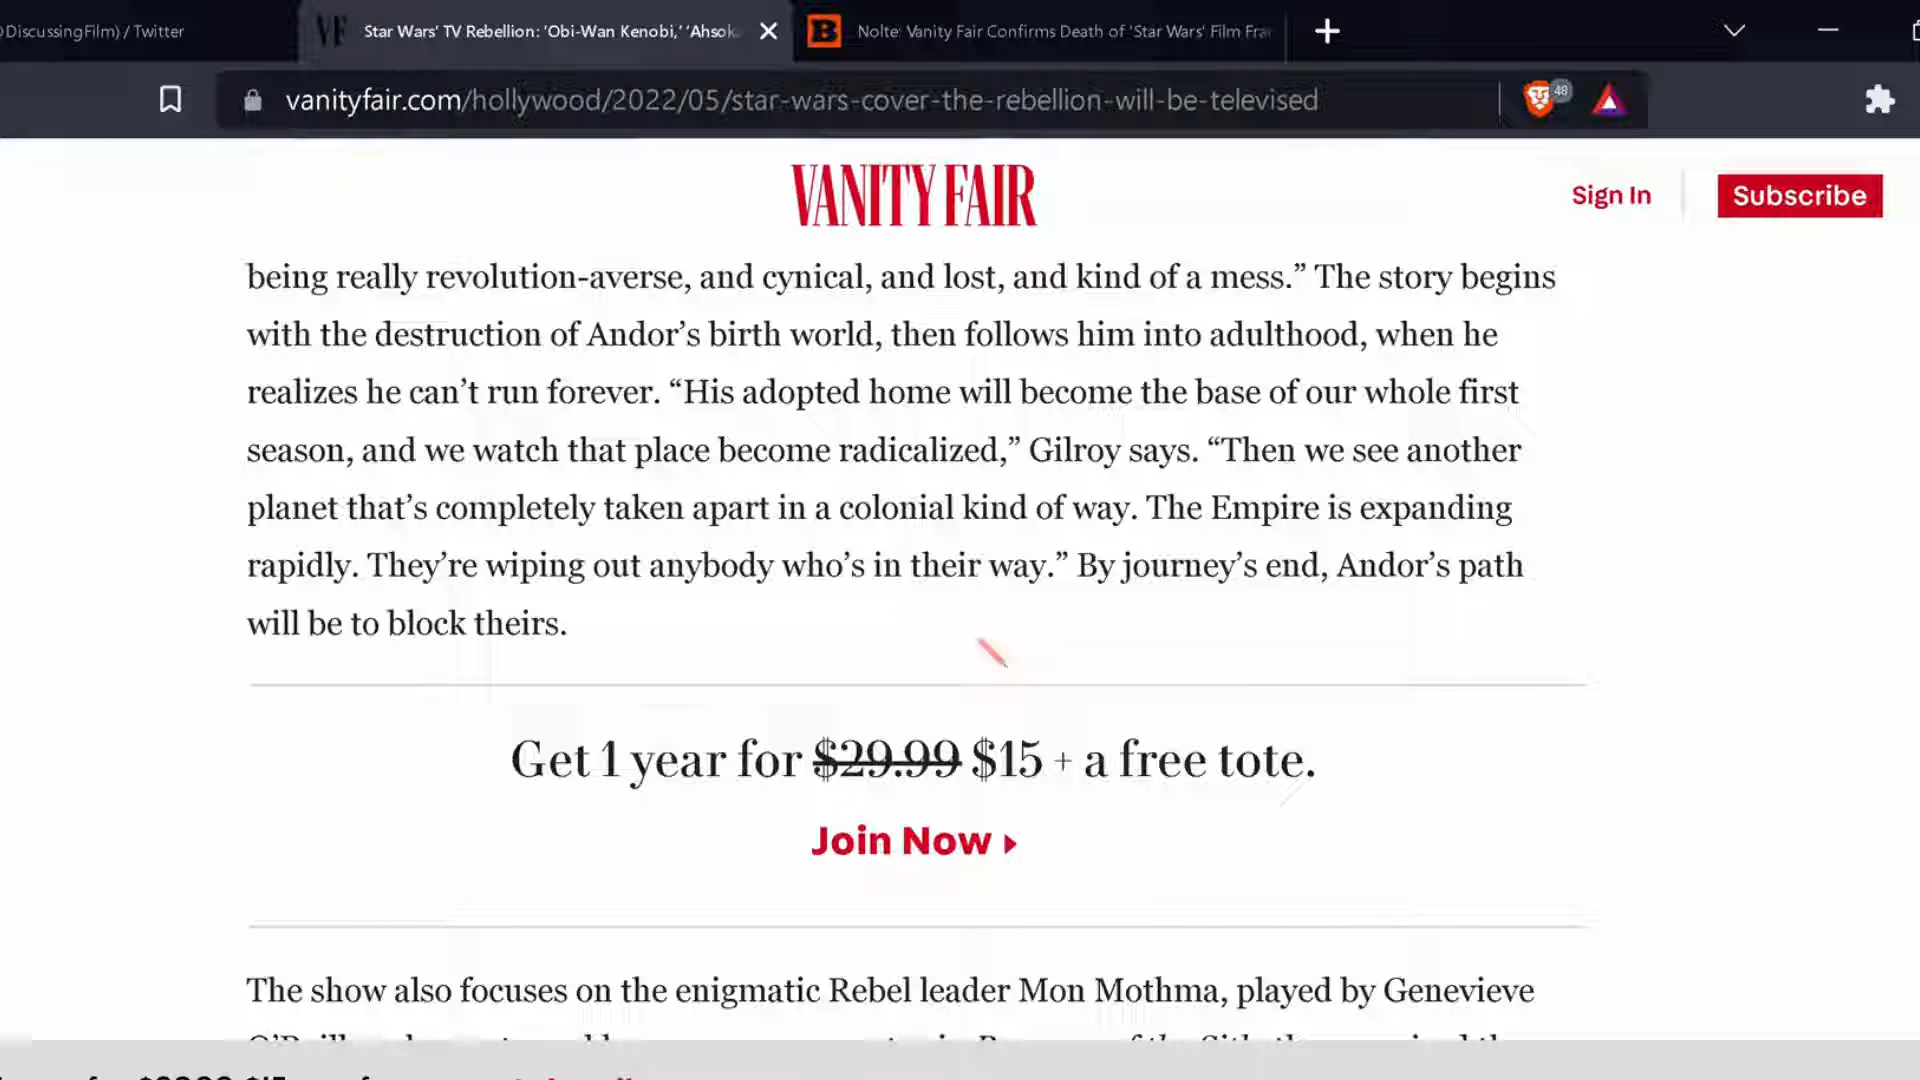 DiscussingFilm) / Twitter
VF Star Wars' TV Rebellion: 'Obi-Wan Kenobi,' 'Ahsok
B Nolte: Vanity Fair Confirms Death of 'Star Wars' Film Fra
vanityfair.com/hollywood/2022/05/star-wars-cover-the-rebellion-will-be-televised
48
VANITY FAIR
Sign In
Subscribe
being really revolution-averse, and cynical, and lost, and kind of a mess.” The story begins
with the destruction of Andor’s birth world, then follows him into adulthood, when he
realizes he can’t run forever. “His adopted home will become the base of our whole first
season, and we watch that place become radicalized,” Gilroy says. “Then we see another
planet that’s completely taken apart in a colonial kind of way. The Empire is expanding
rapidly. They’re wiping out anybody who’s in their way.” By journey’s end, Andor’s path
will be to block theirs.
Get 1 year for $29.99 $15 + a free tote.
Join Now
The show also focuses on the enigmatic Rebel leader Mon Mothma, played by Genevieve